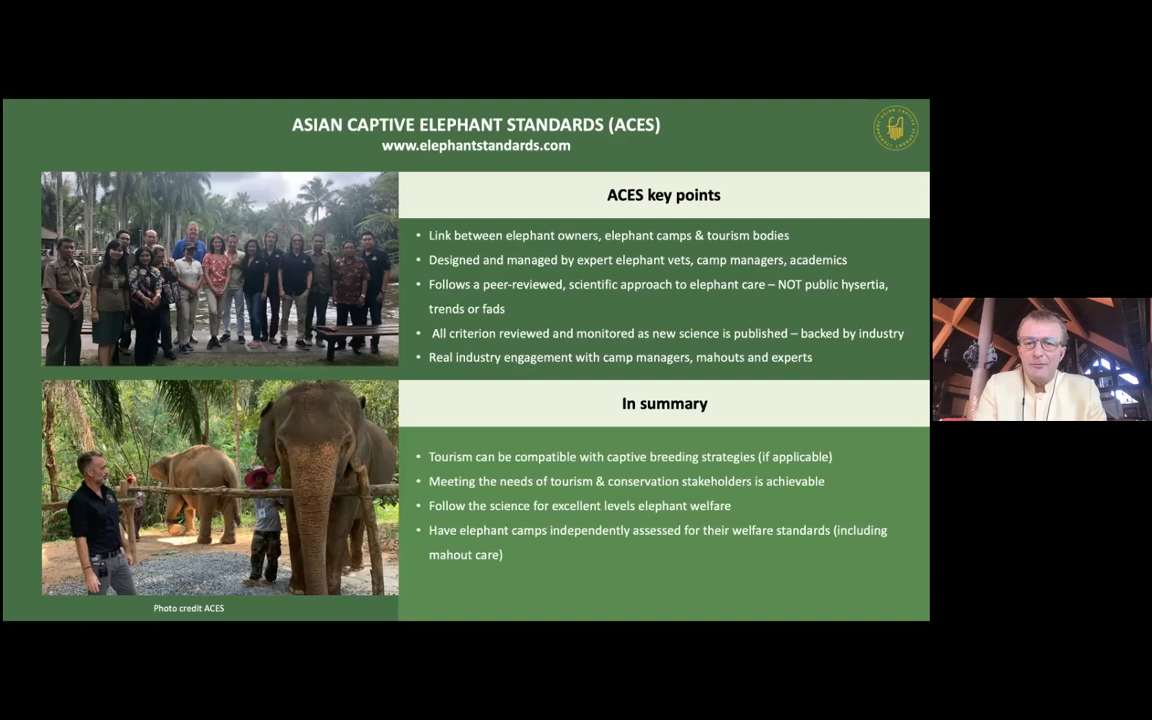 ASIAN CAPTIVE ELEPHANT STANDARDS (ACES)
www.elephantstandards.com
ACES key points
• Link between elephant owners, elephant camps & tourism bodies
• Designed and managed by expert elephant vets, camp managers, academics
• Follows a peer-reviewed, scientific approach to elephant care – NOT public hysertia,
trends or fads
• All criterion reviewed and monitored as new science is published – backed by industry
• Real industry engagement with camp managers, mahouts and experts
In summary
• Tourism can be compatible with captive breeding strategies (if applicable)
• Meeting the needs of tourism & conservation stakeholders is achievable
• Follow the science for excellent levels elephant welfare
• Have elephant camps independently assessed for their welfare standards (including
mahout care)
Photo credit ACES